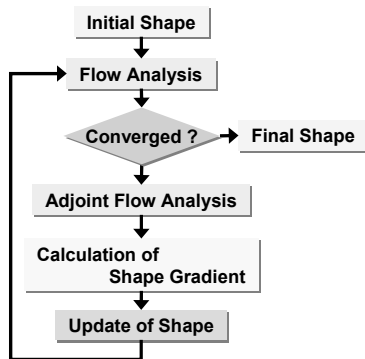 Initial Shape
Flow Analysis
Converged ?
Final Shape
Adjoint Flow Analysis
Calculation of
Shape Gradient
Update of Shape